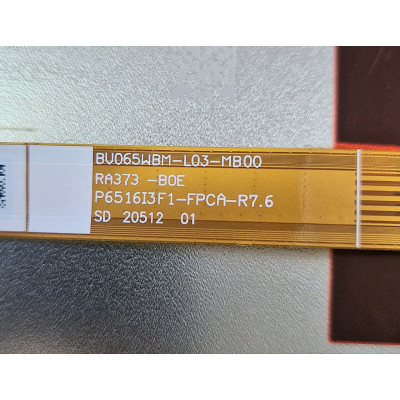 BV065WBM-L03-MB00
RA373 -BOE
P6516I3F1-FPCA-R7.6
SD 20512 01